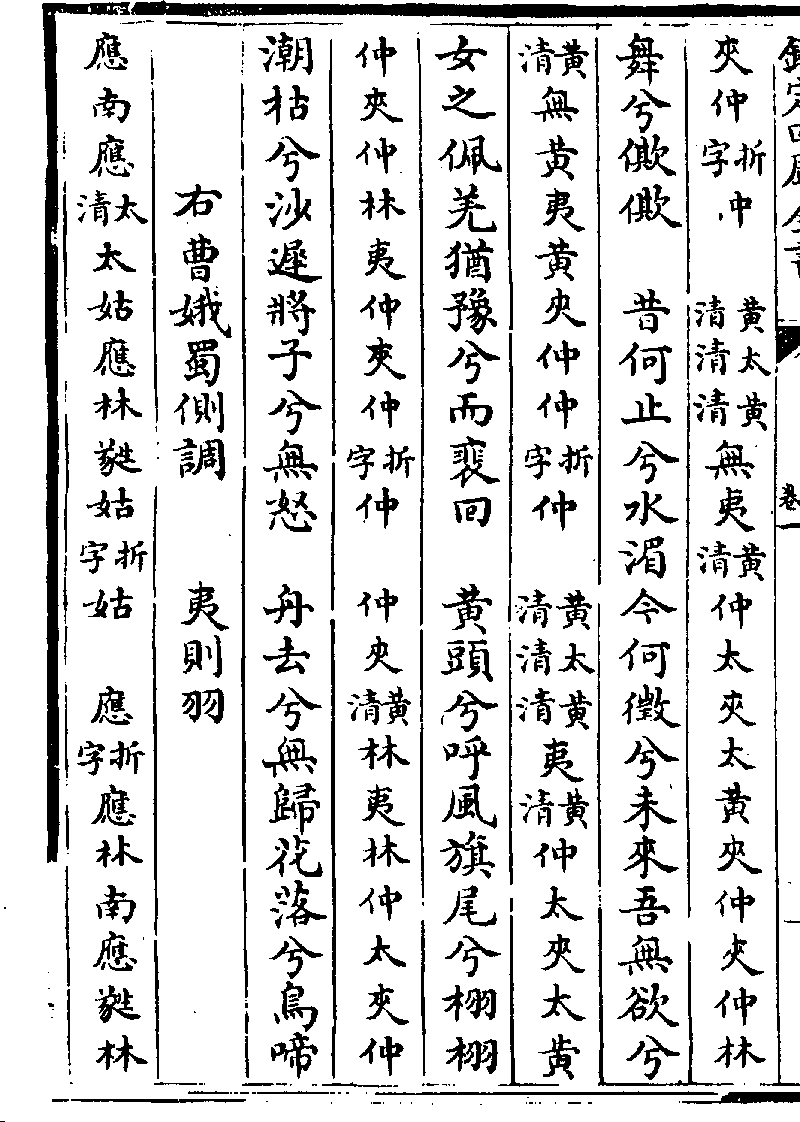 欽定四庫全書 卷一
夾仲折字仲 黃清太清黃清無夷黃清仲太夾太黃夾仲夾仲林
舞兮僛僛 昔何止兮水湄今何徵兮未來吾無欲兮
黃清無黃夷黃夾仲仲折字仲 黃清太清黃清夷黃清仲太夾太黃
女之佩羌猶豫兮而裴回 黃頭兮呼風旗尾兮栩栩
仲夾仲林夷仲夾仲折字仲 仲夾黃清林夷林仲太夾仲
潮枯兮沙遲將子兮無怒 舟去兮無歸花落兮鳥啼
右曹娥蜀側調 夷則羽
應南應太清太姑應林蕤姑折字姑 應折字應林南應蕤林